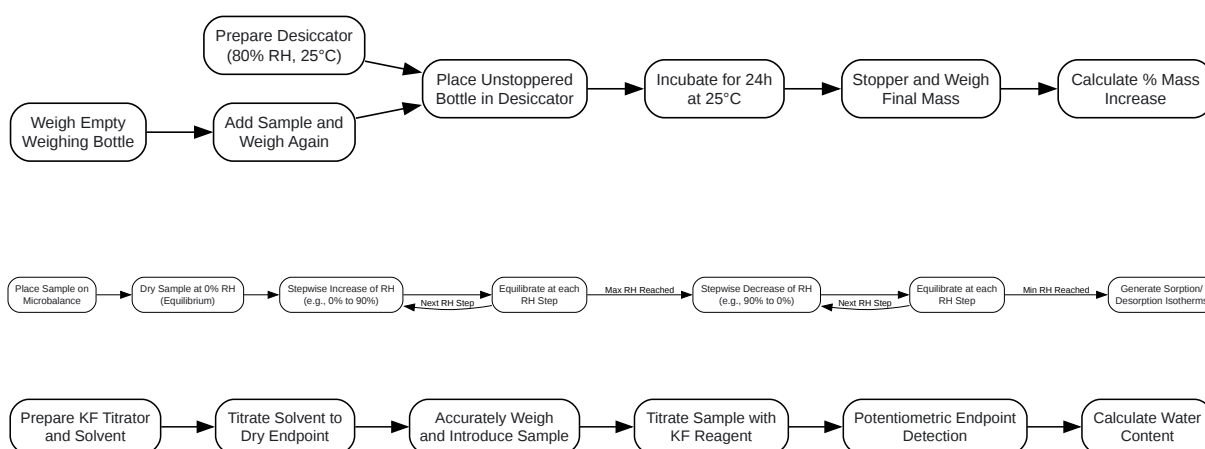 Prepare Desiccator
(80% RH, 25°C)
Weigh Empty
Weighing Bottle
Add Sample and
Weigh Again
Place Unstoppered
Bottle in Desiccator
Incubate for 24h
at 25°C
Stopper and Weigh
Final Mass
Calculate % Mass
Increase
Place Sample on
Microbalance
Dry Sample at 0% RH
(Equilibrium)
Stepwise Increase of RH
(e.g., 0% to 90%)
Next RH Step
Equilibrate at each
RH Step
Max RH Reached
Stepwise Decrease of RH
(e.g., 90% to 0%)
Next RH Step
Equilibrate at each
RH Step
Min RH Reached
Generate Sorption/
Desorption Isotherms
Prepare KF Titrator
and Solvent
Titrate Solvent to
Dry Endpoint
Accurately Weigh
and Introduce Sample
Titrate Sample with
KF Reagent
Potentiometric Endpoint
Detection
Calculate Water
Content